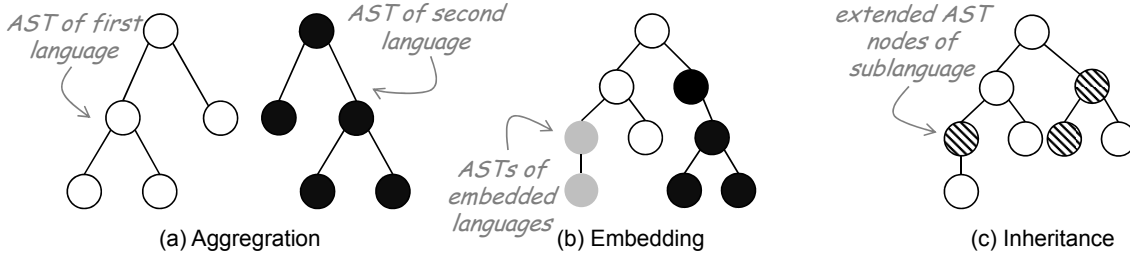 AST of first
language
AST of second
language
(a) Aggregration
ASTs of
embedded
languages
(b) Embedding
extended AST
nodes of
sublanguage
(c) Inheritance